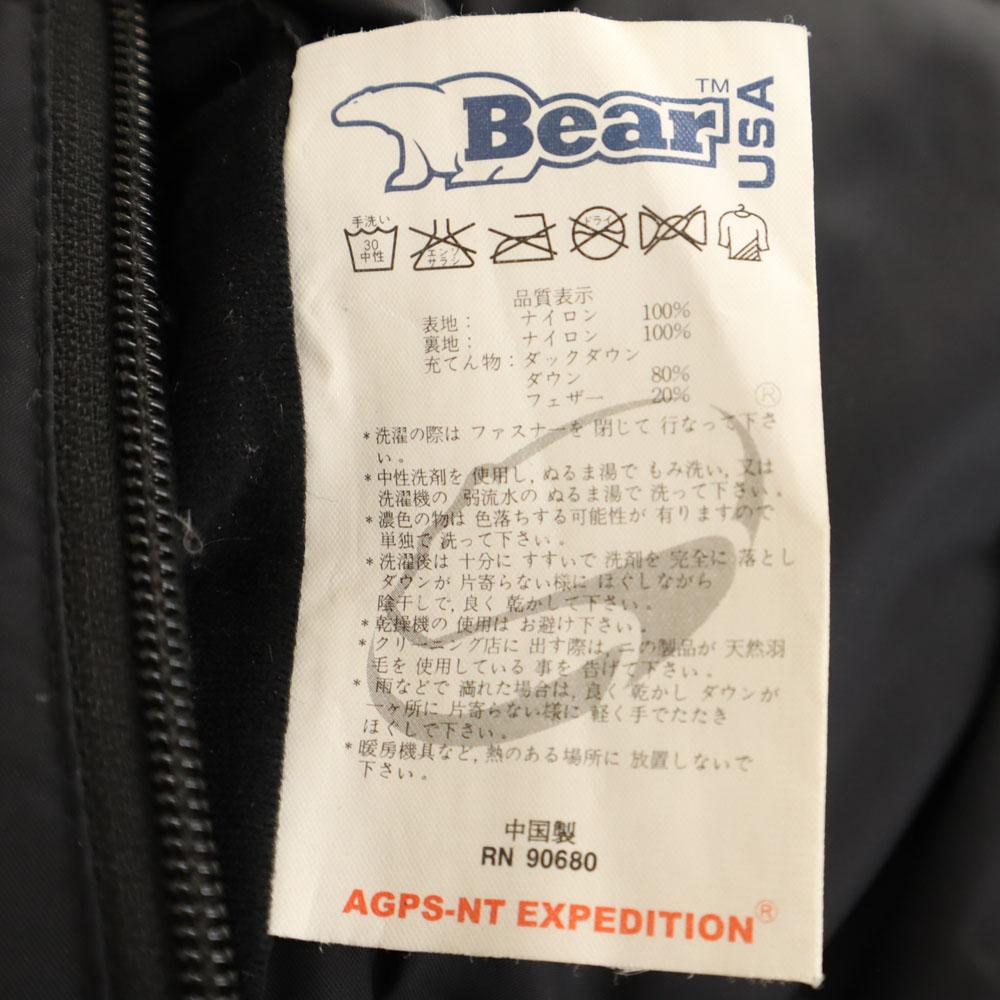 Bear™ USA
手洗い
30
中性
エンソ
サラシ
ドライ
品質表示
表地： ナイロン 100%
裏地： ナイロン 100%
充てん物：ダックダウン
ダウン 80%
フェザー 20%
®
*洗濯の際は ファスナーを 閉じて 行なって下さ
い。
*中性洗剤を 使用し, ぬるま湯で もみ洗い, 又は
洗濯機の 弱流水の ぬるま湯で 洗って下さい。
*濃色の物は 色落ちする可能性が 有りますので
単独で 洗って下さい。
*洗濯後は 十分に すすいで 洗剤を 完全に 落とし
ダウンが 片寄らない様に ほぐしながら
陰干しで, 良く 乾かして下さい。
*乾操機の 使用は お避け下さい。
*クリーニング店に 出す際は, ニの製品が 天然羽
毛を 使用している 事を 告げて下さい。
* 雨などで 満れた場合は, 良く 乾かし ダウンが
一ヶ所に 片寄らない様に 軽く手でたたき
ほぐして下さい。
*暖房機具など, 熱のある場所に 放置しないで
下さい。
中国製
RN 90680
AGPS-NT EXPEDITION®